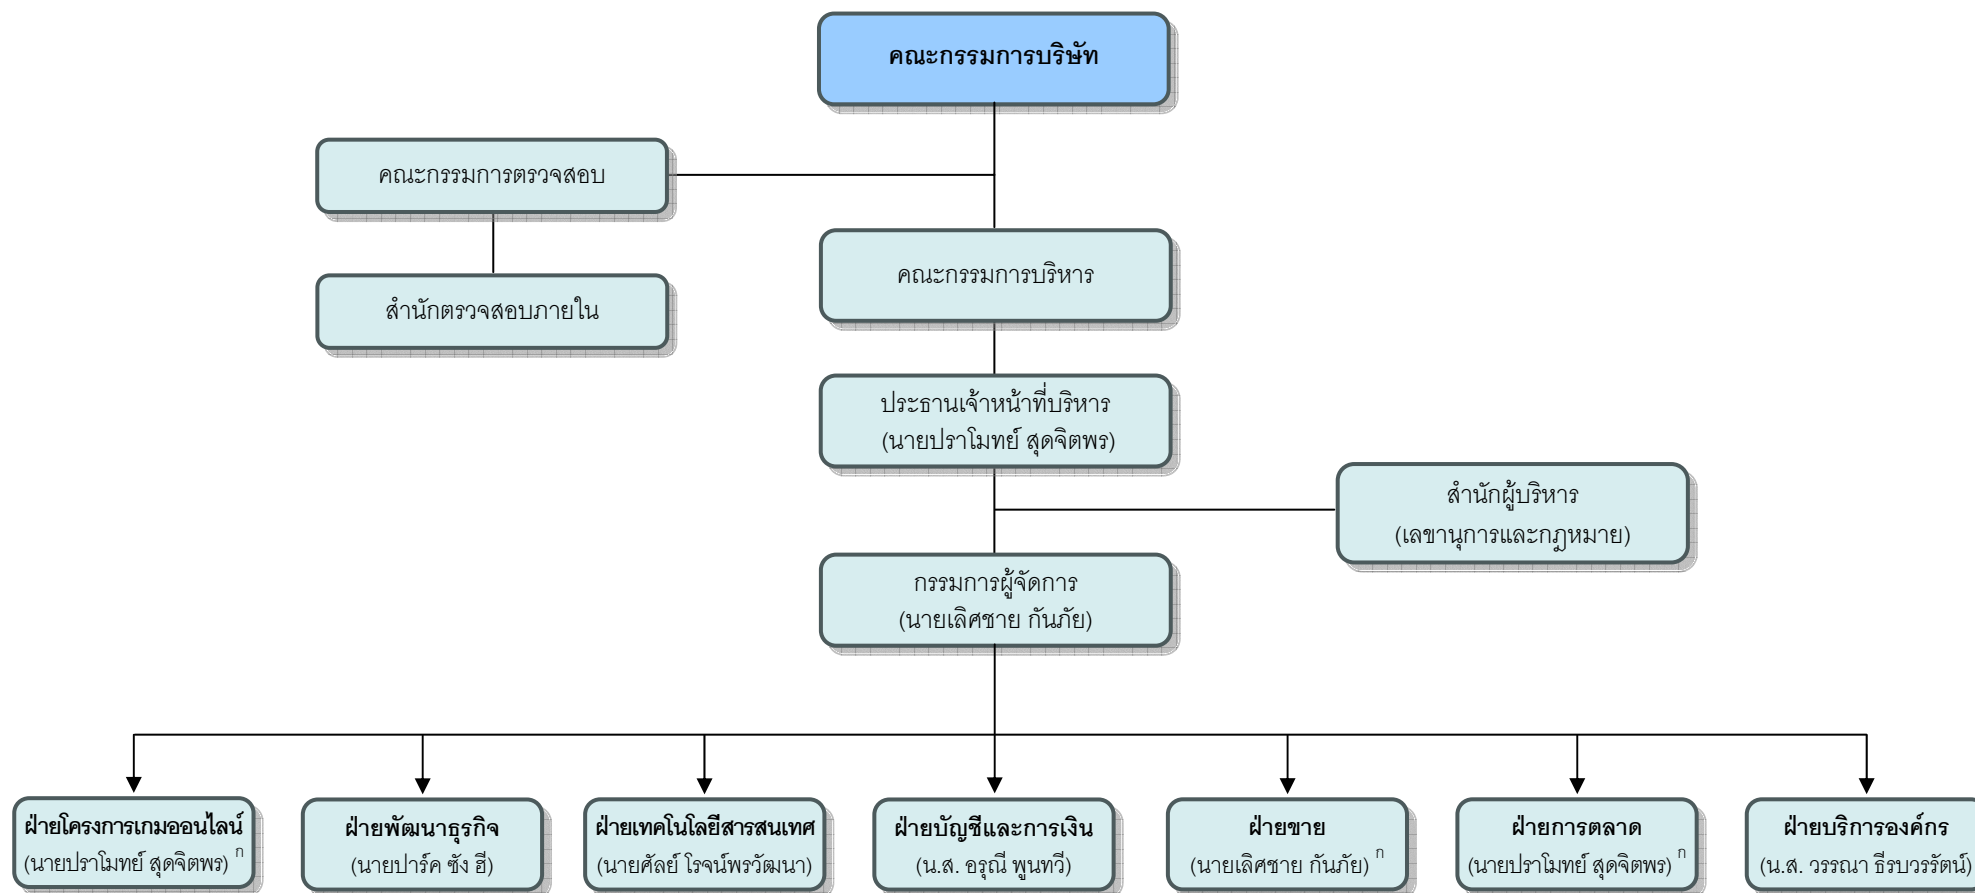 คณะกรรมการบริษัท
คณะกรรมการตรวจสอบ
คณะกรรมการบริหาร
สำนักตรวจสอบภายใน
ประธานเจ้าหน้าที่บริหาร
(นายปราโมทย์ สุดจิตพร)
สำนักผู้บริหาร
(เลขานุการและกฎหมาย)
กรรมการผู้จัดการ
(นายเลิศชาย กันภัย)
ฝ่ายโครงการเกมออนไลน์
(นายปราโมทย์ สุดจิตพร) ก
ฝ่ายพัฒนาธุรกิจ
(นายปาร์ค ซัง ฮี)
ฝ่ายเทคโนโลยีสารสนเทศ
(นายศัลย์ โรจน์พรวัฒนา)
ฝ่ายบัญชีและการเงิน
(น.ส. อรุณี พูนทวี)
ฝ่ายขาย
(นายเลิศชาย กันภัย) ก
ฝ่ายการตลาด
(นายปราโมทย์ สุดจิตพร) ก
ฝ่ายบริการองค์กร
(น.ส. วรรณา ธีรบวรรัตน์)